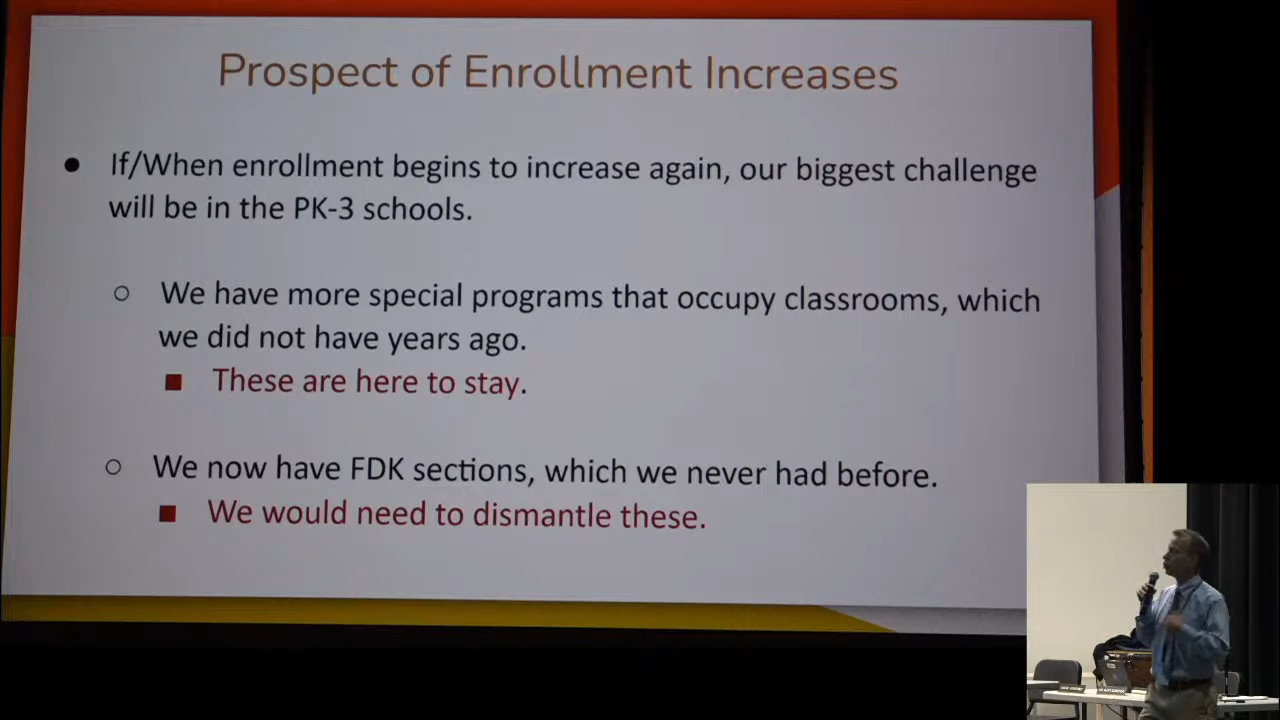 Prospect of Enrollment Increases
● If/When enrollment begins to increase again, our biggest challenge
will be in the PK-3 schools.
○ We have more special programs that occupy classrooms, which
we did not have years ago.
■ These are here to stay.
○ We now have FDK sections, which we never had before.
■ We would need to dismantle these.